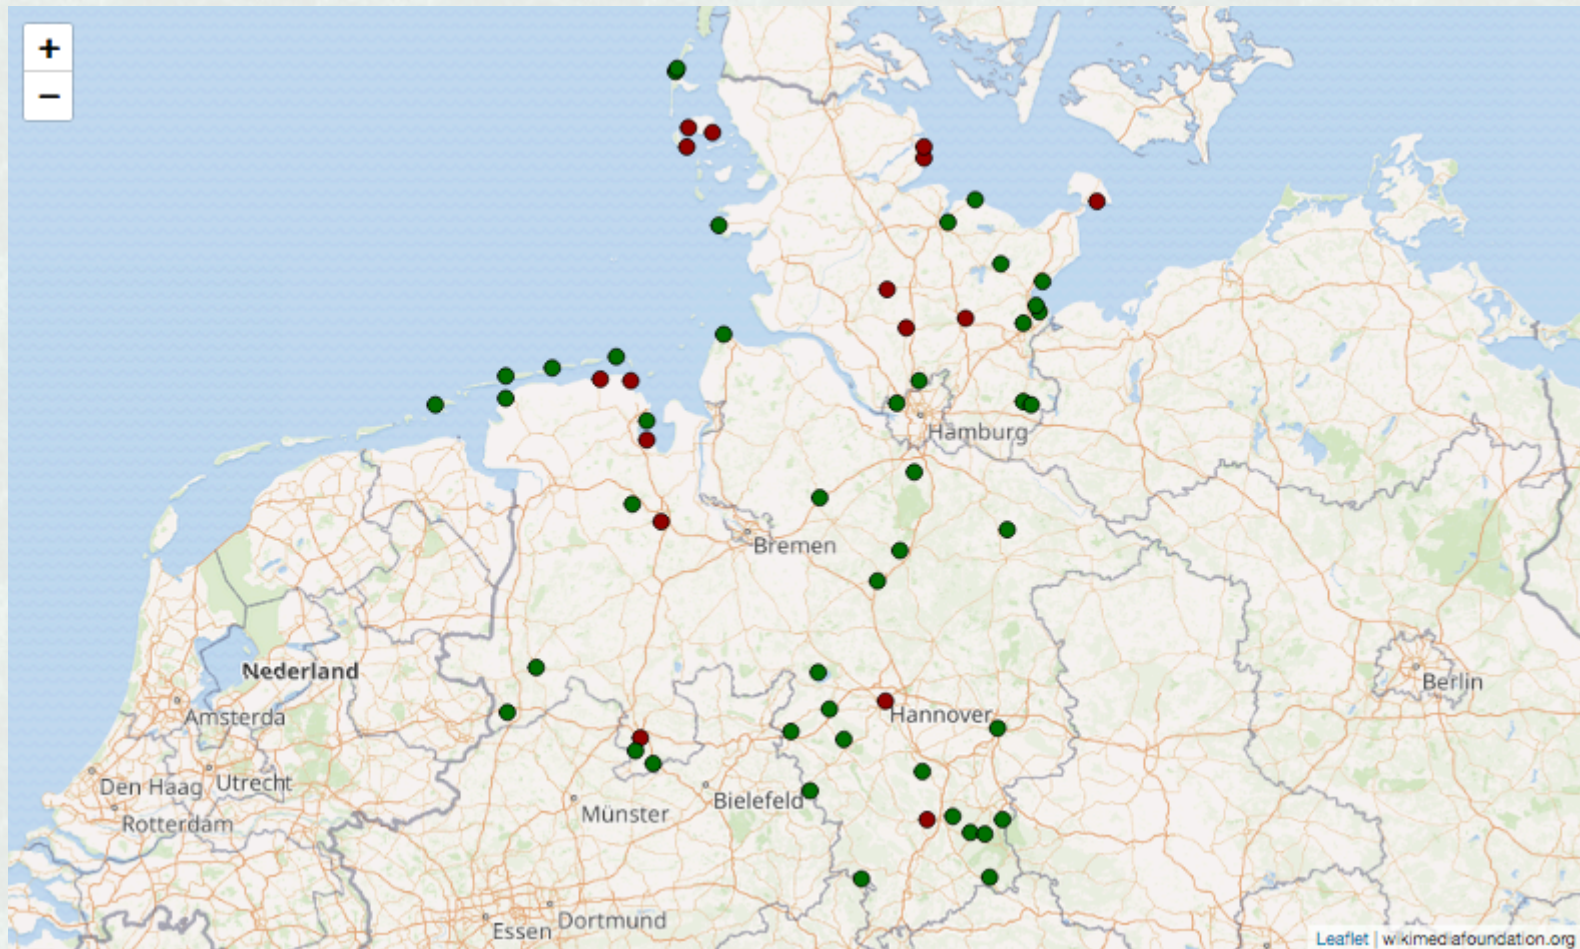 +
−
Hamburg
Bremen
Nederland
Berlin
Amsterda
Hannover
Den Haag
Utrecht
Bielefeld
Münster
Rotterdam
Essen
Dortmund
Leaflet | wikimediafoundation.org